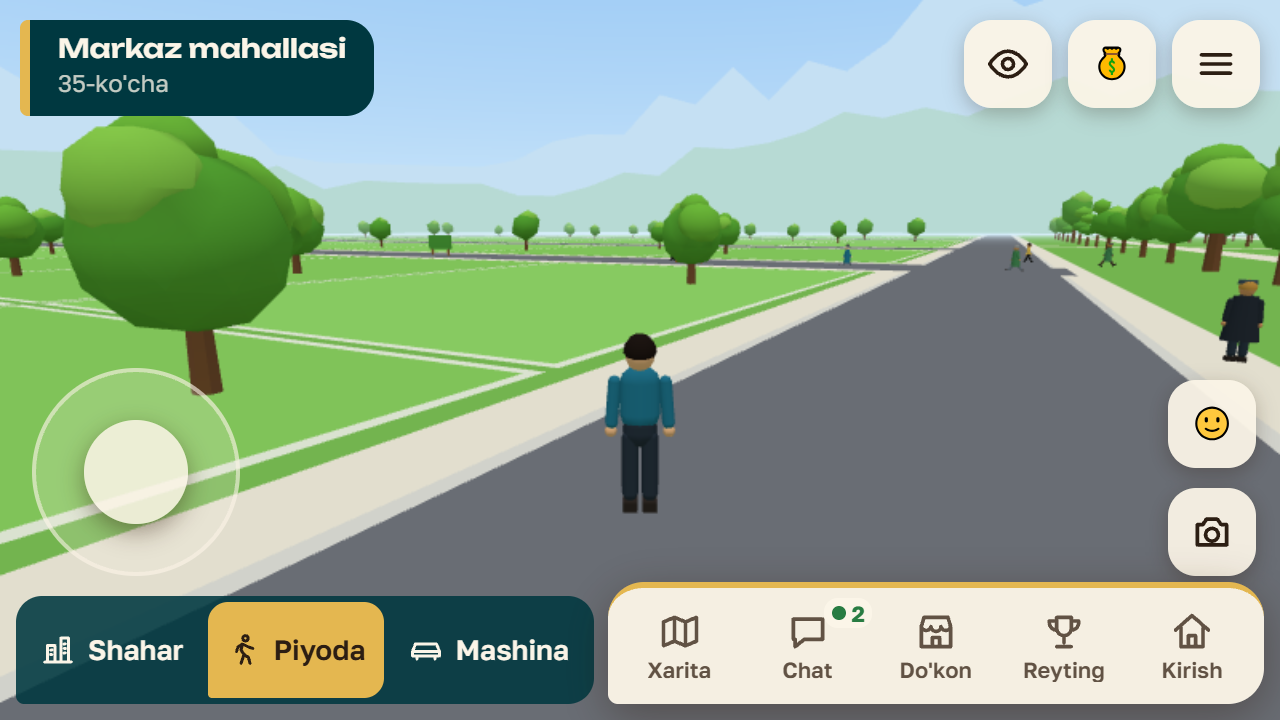 Markaz mahallasi
35-ko'cha
Shahar
Piyoda
Mashina
2
Xarita
Chat
Do'kon
Reyting
Kirish